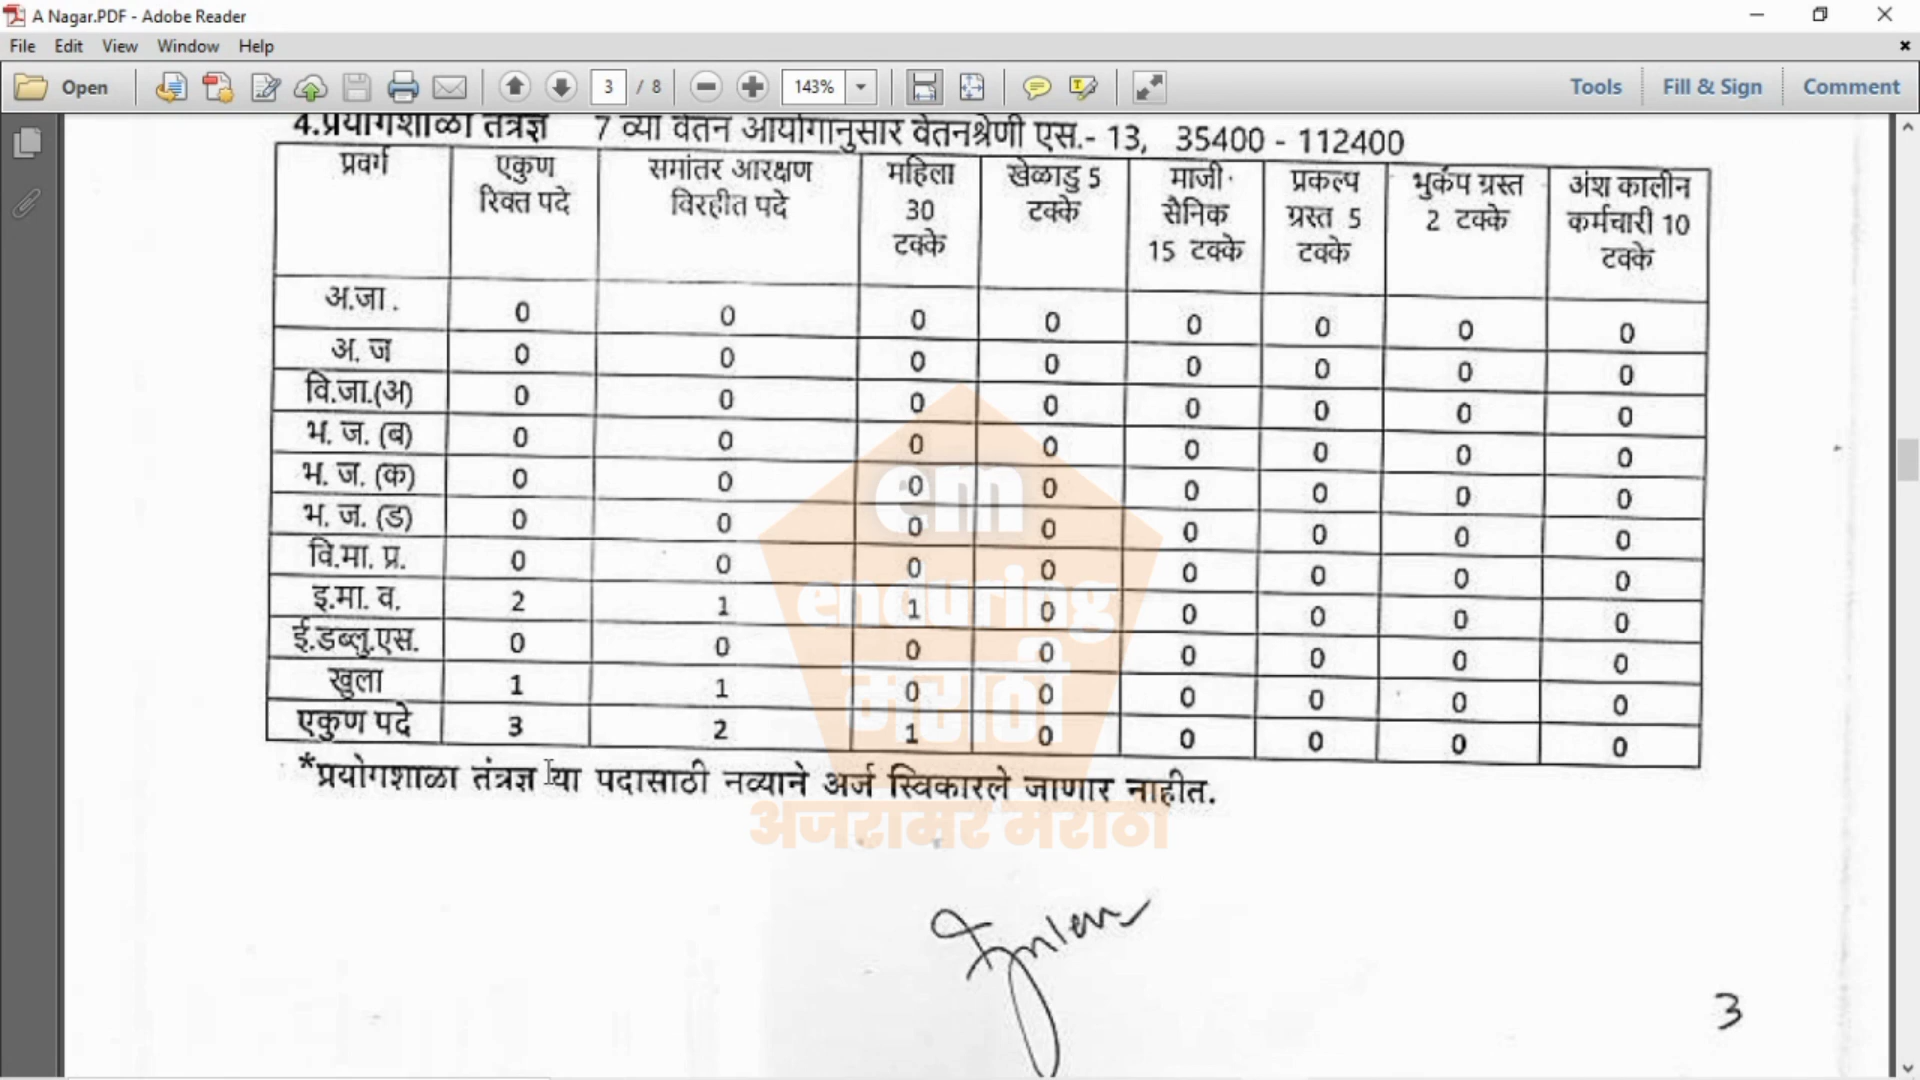 A Nagar.PDF - Adobe Reader
File Edit View Window Help
Open 3 / 8 143% Tools Fill & Sign Comment
4.प्रयोगशाळा तंत्रज्ञ 7 व्या वेतन आयोगानुसार वेतनश्रेणी एस.- 13, 35400 - 112400
प्रवर्ग एकुण रिक्त पदे समांतर आरक्षण विरहीत पदे महिला 30 टक्के खेळाडु 5 टक्के माजी सैनिक 15 टक्के प्रकल्प ग्रस्त 5 टक्के भुकंप ग्रस्त 2 टक्के अंश कालीन कर्मचारी 10 टक्के
अ.जा. 0 0 0 0 0 0 0 0
अ. ज 0 0 0 0 0 0 0 0
वि.जा.(अ) 0 0 0 0 0 0 0 0
भ. ज. (ब) 0 0 0 0 0 0 0 0
भ. ज. (क) 0 0 0 0 0 0 0 0
भ. ज. (ड) 0 0 0 0 0 0 0 0
वि.मा. प्र. 0 0 0 0 0 0 0 0
इ.मा. व. 2 1 1 0 0 0 0 0
ई.डब्लु.एस. 0 0 0 0 0 0 0 0
खुला 1 1 0 0 0 0 0 0
एकुण पदे 3 2 1 0 0 0 0 0
*प्रयोगशाळा तंत्रज्ञ या पदासाठी नव्याने अर्ज स्विकारले जाणार नाहीत.
em
enduring
मराठी
अजरामर मराठी
3